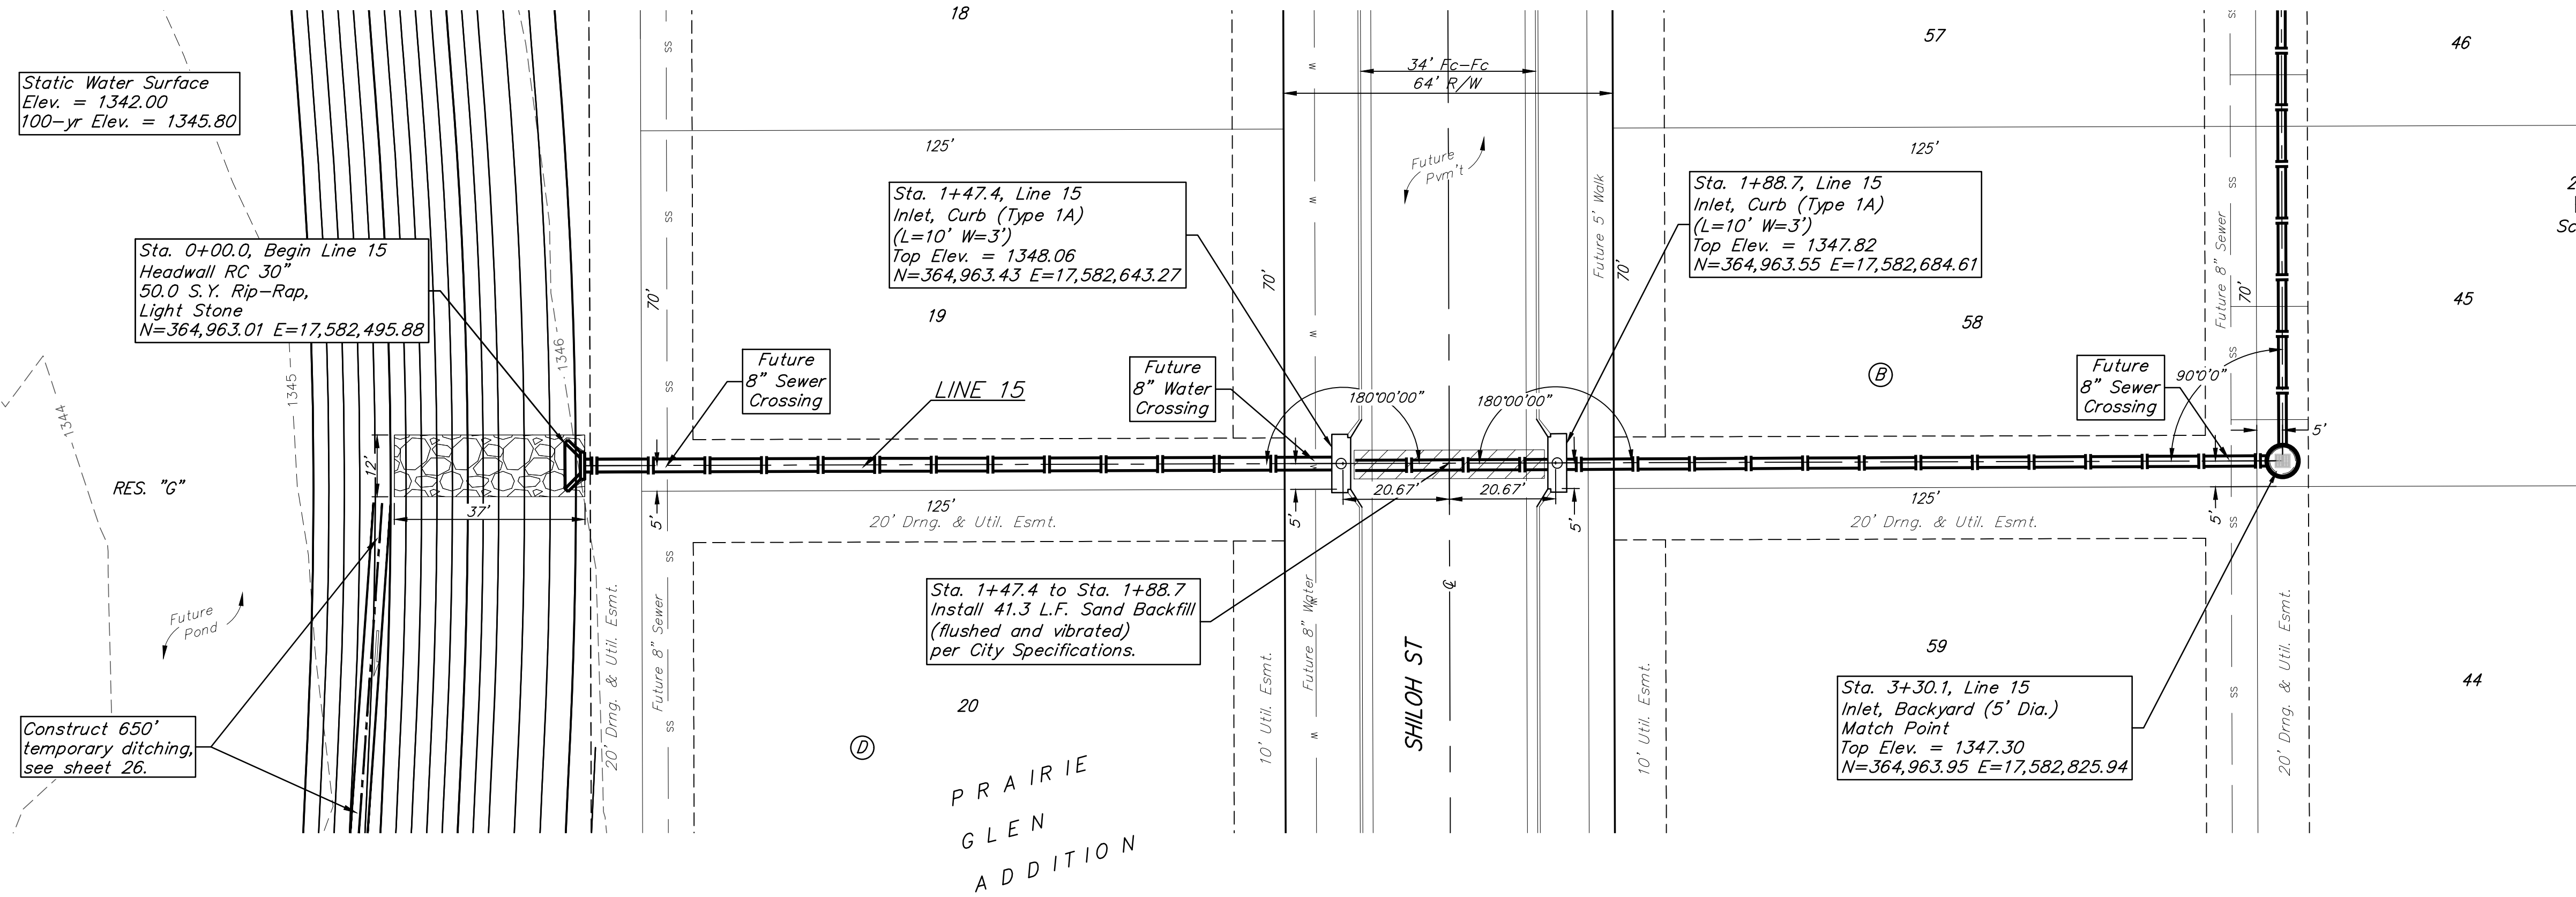 18
57
46
34' Fc-Fc
64' R/W
Static Water Surface
Elev. = 1342.00
100-yr Elev. = 1345.80
125'
125'
Future
Pvm't
Sta. 1+47.4, Line 15
Inlet, Curb (Type 1A)
(L=10' W=3')
Top Elev. = 1348.06
N=364,963.43 E=17,582,643.27
Sta. 1+88.7, Line 15
Inlet, Curb (Type 1A)
(L=10' W=3')
Top Elev. = 1347.82
N=364,963.55 E=17,582,684.61
Future 5' Walk
Future 8" Sewer
Sta. 0+00.0, Begin Line 15
Headwall RC 30"
50.0 S.Y. Rip-Rap,
Light Stone
N=364,963.01 E=17,582,495.88
70'
70'
70'
70'
19
58
45
B
1344
1345
1346
Future
8" Sewer
Crossing
LINE 15
Future
8" Water
Crossing
180°00'00"
180°00'00"
Future
8" Sewer
Crossing
90°0'0"
5'
12'
37'
RES. "G"
5'
125'
20' Drng. & Util. Esmt.
5'
20.67'
20.67'
5'
125'
20' Drng. & Util. Esmt.
5'
Future
Pond
20' Drng. & Util. Esmt.
Future 8" Sewer
Sta. 1+47.4 to Sta. 1+88.7
Install 41.3 L.F. Sand Backfill
(flushed and vibrated)
per City Specifications.
10' Util. Esmt.
Future 8" Water
SHILOH ST
10' Util. Esmt.
59
44
20' Drng. & Util. Esmt.
Sta. 3+30.1, Line 15
Inlet, Backyard (5' Dia.)
Match Point
Top Elev. = 1347.30
N=364,963.95 E=17,582,825.94
Construct 650'
temporary ditching,
see sheet 26.
20
D
PRAIRIE
GLEN
ADDITION